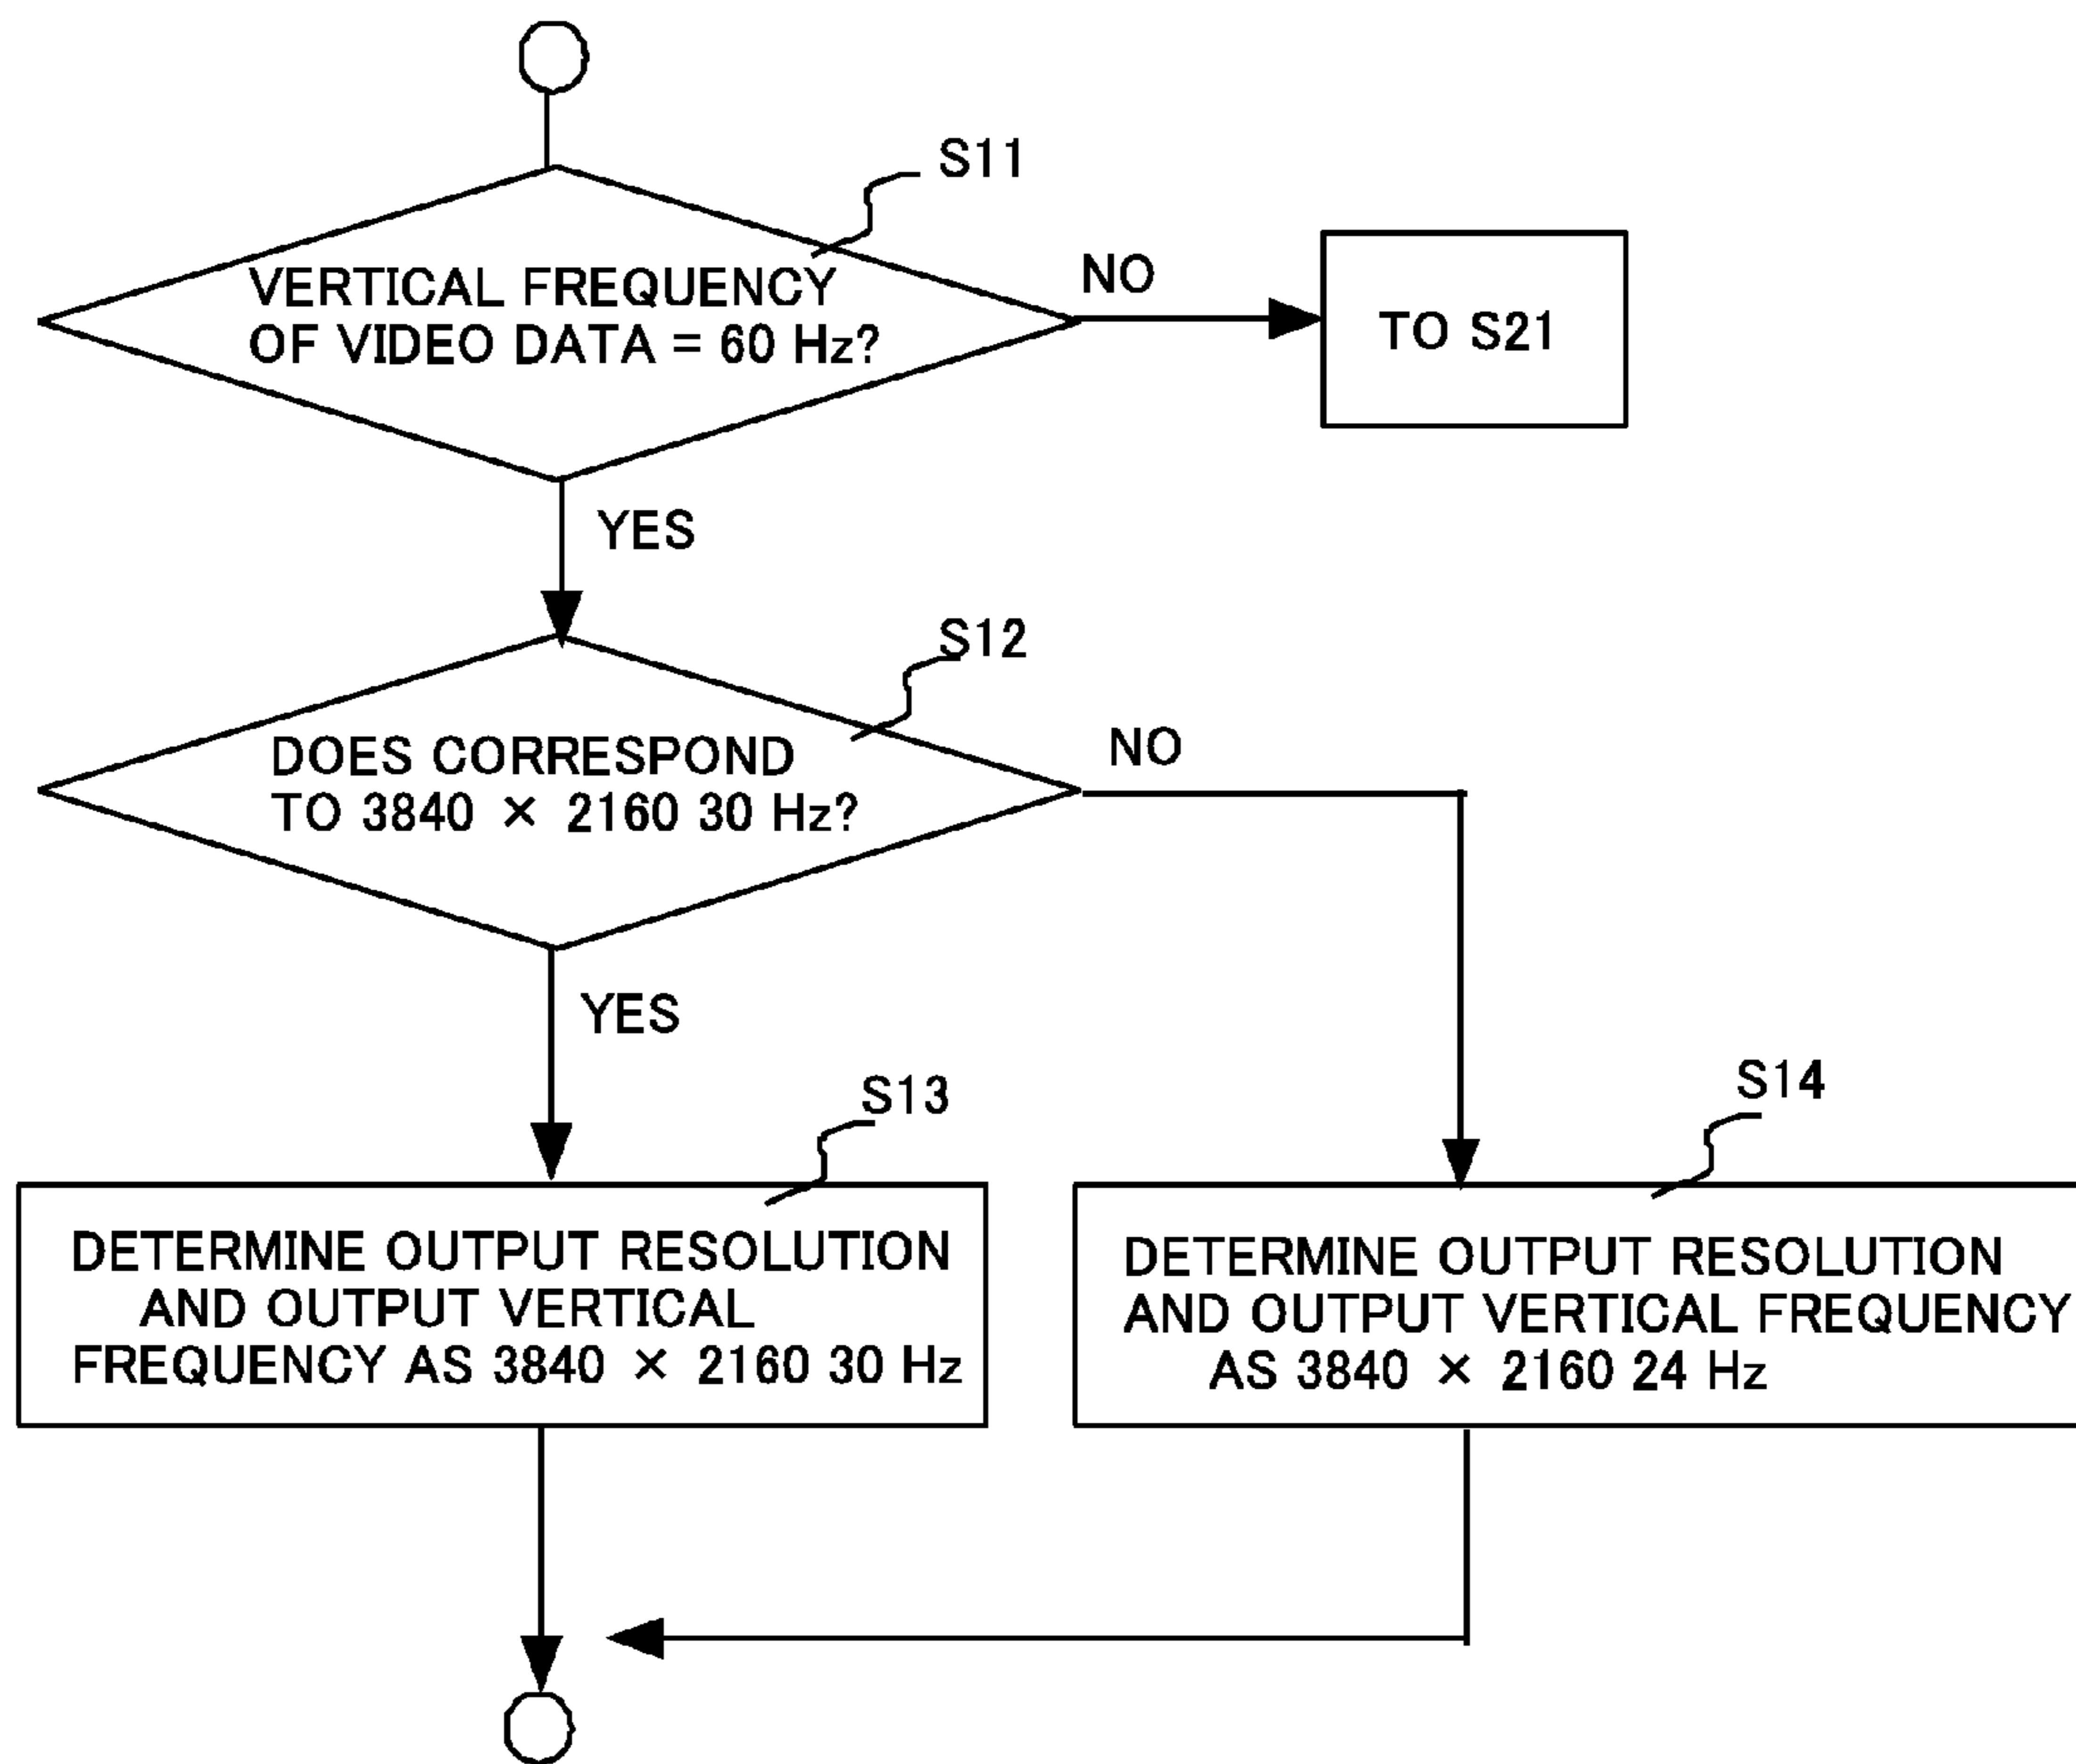 S11
VERTICAL FREQUENCY
OF VIDEO DATA = 60 Hz?
NO
TO S21
YES
S12
DOES CORRESPOND
TO 3840 × 2160 30 Hz?
NO
YES
S13
DETERMINE OUTPUT RESOLUTION
AND OUTPUT VERTICAL
FREQUENCY AS 3840 × 2160 30 Hz
S14
DETERMINE OUTPUT RESOLUTION
AND OUTPUT VERTICAL FREQUENCY
AS 3840 × 2160 24 Hz